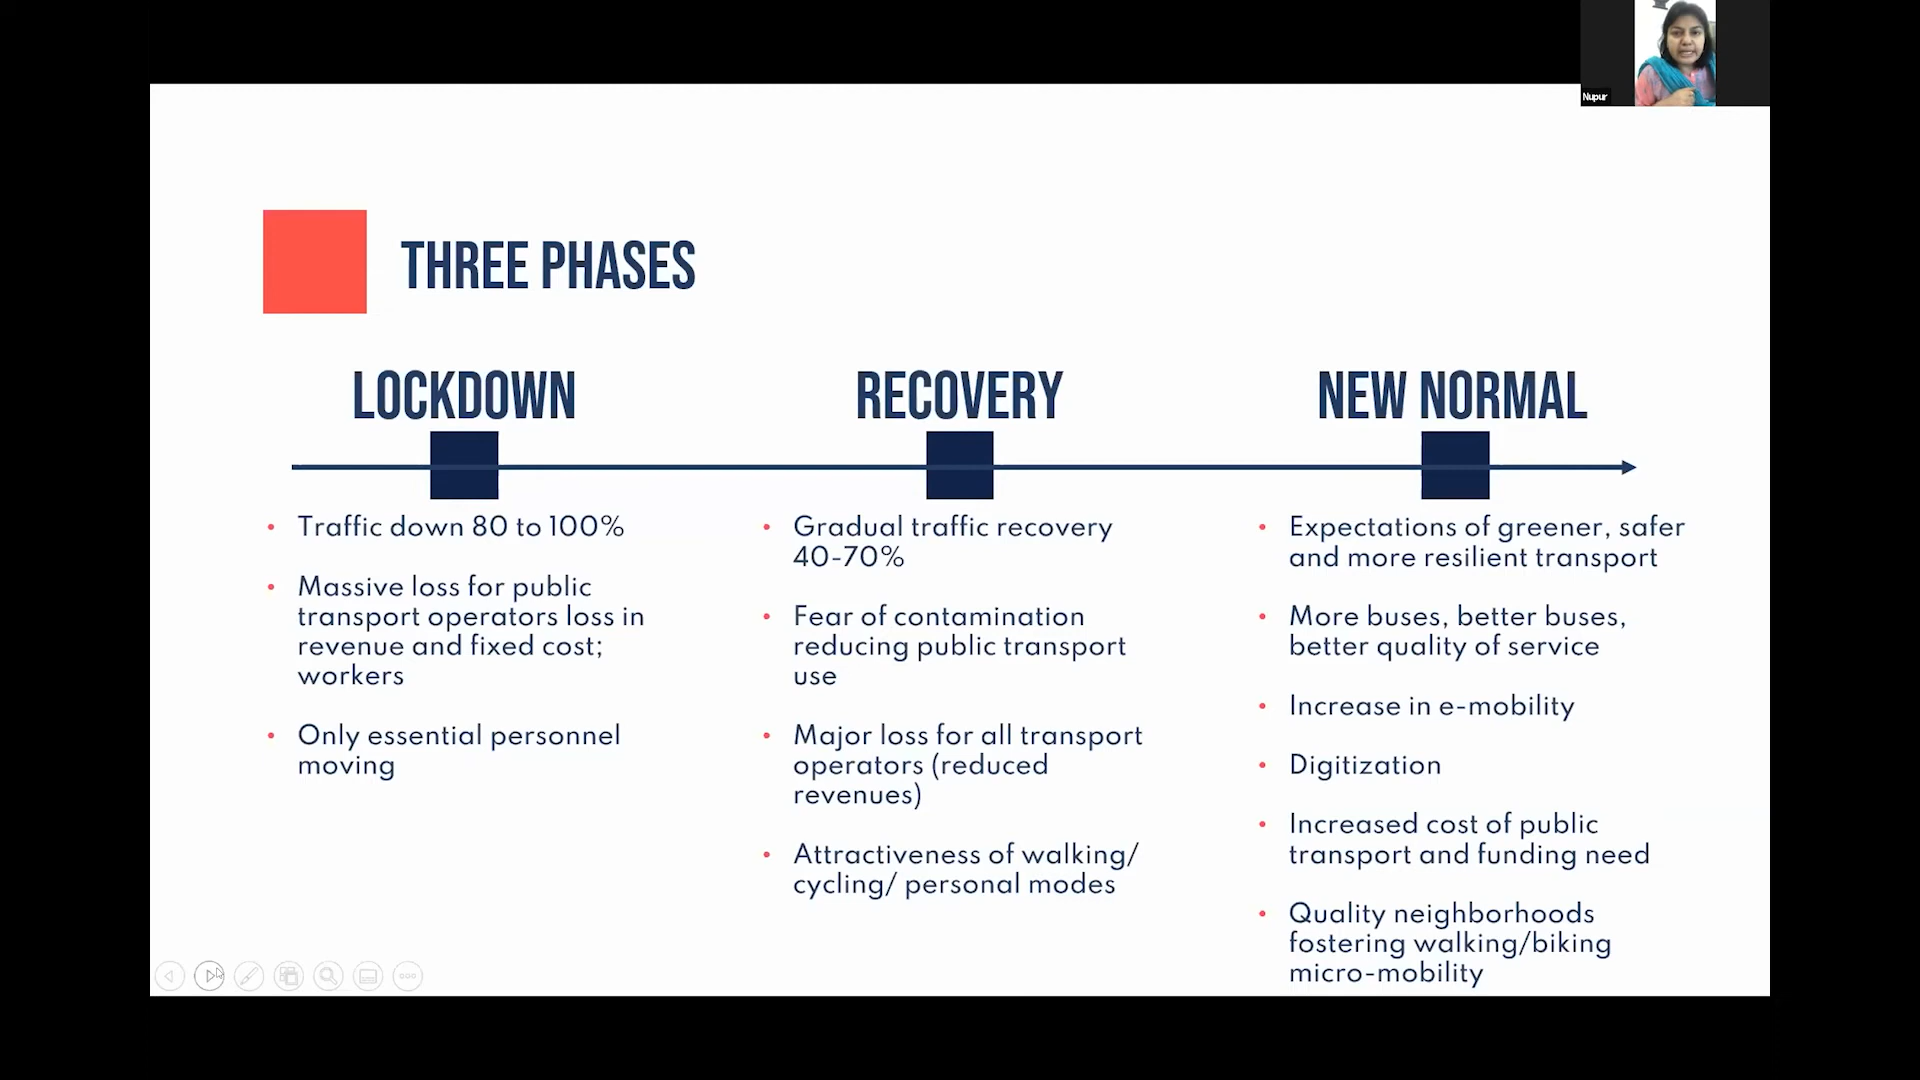 Nupur
THREE PHASES
LOCKDOWN
• Traffic down 80 to 100%
• Massive loss for public
transport operators loss in
revenue and fixed cost;
workers
• Only essential personnel
moving
RECOVERY
• Gradual traffic recovery
40-70%
• Fear of contamination
reducing public transport
use
• Major loss for all transport
operators (reduced
revenues)
• Attractiveness of walking/
cycling/ personal modes
NEW NORMAL
• Expectations of greener, safer
and more resilient transport
• More buses, better buses,
better quality of service
• Increase in e-mobility
• Digitization
• Increased cost of public
transport and funding need
• Quality neighborhoods
fostering walking/biking
micro-mobility